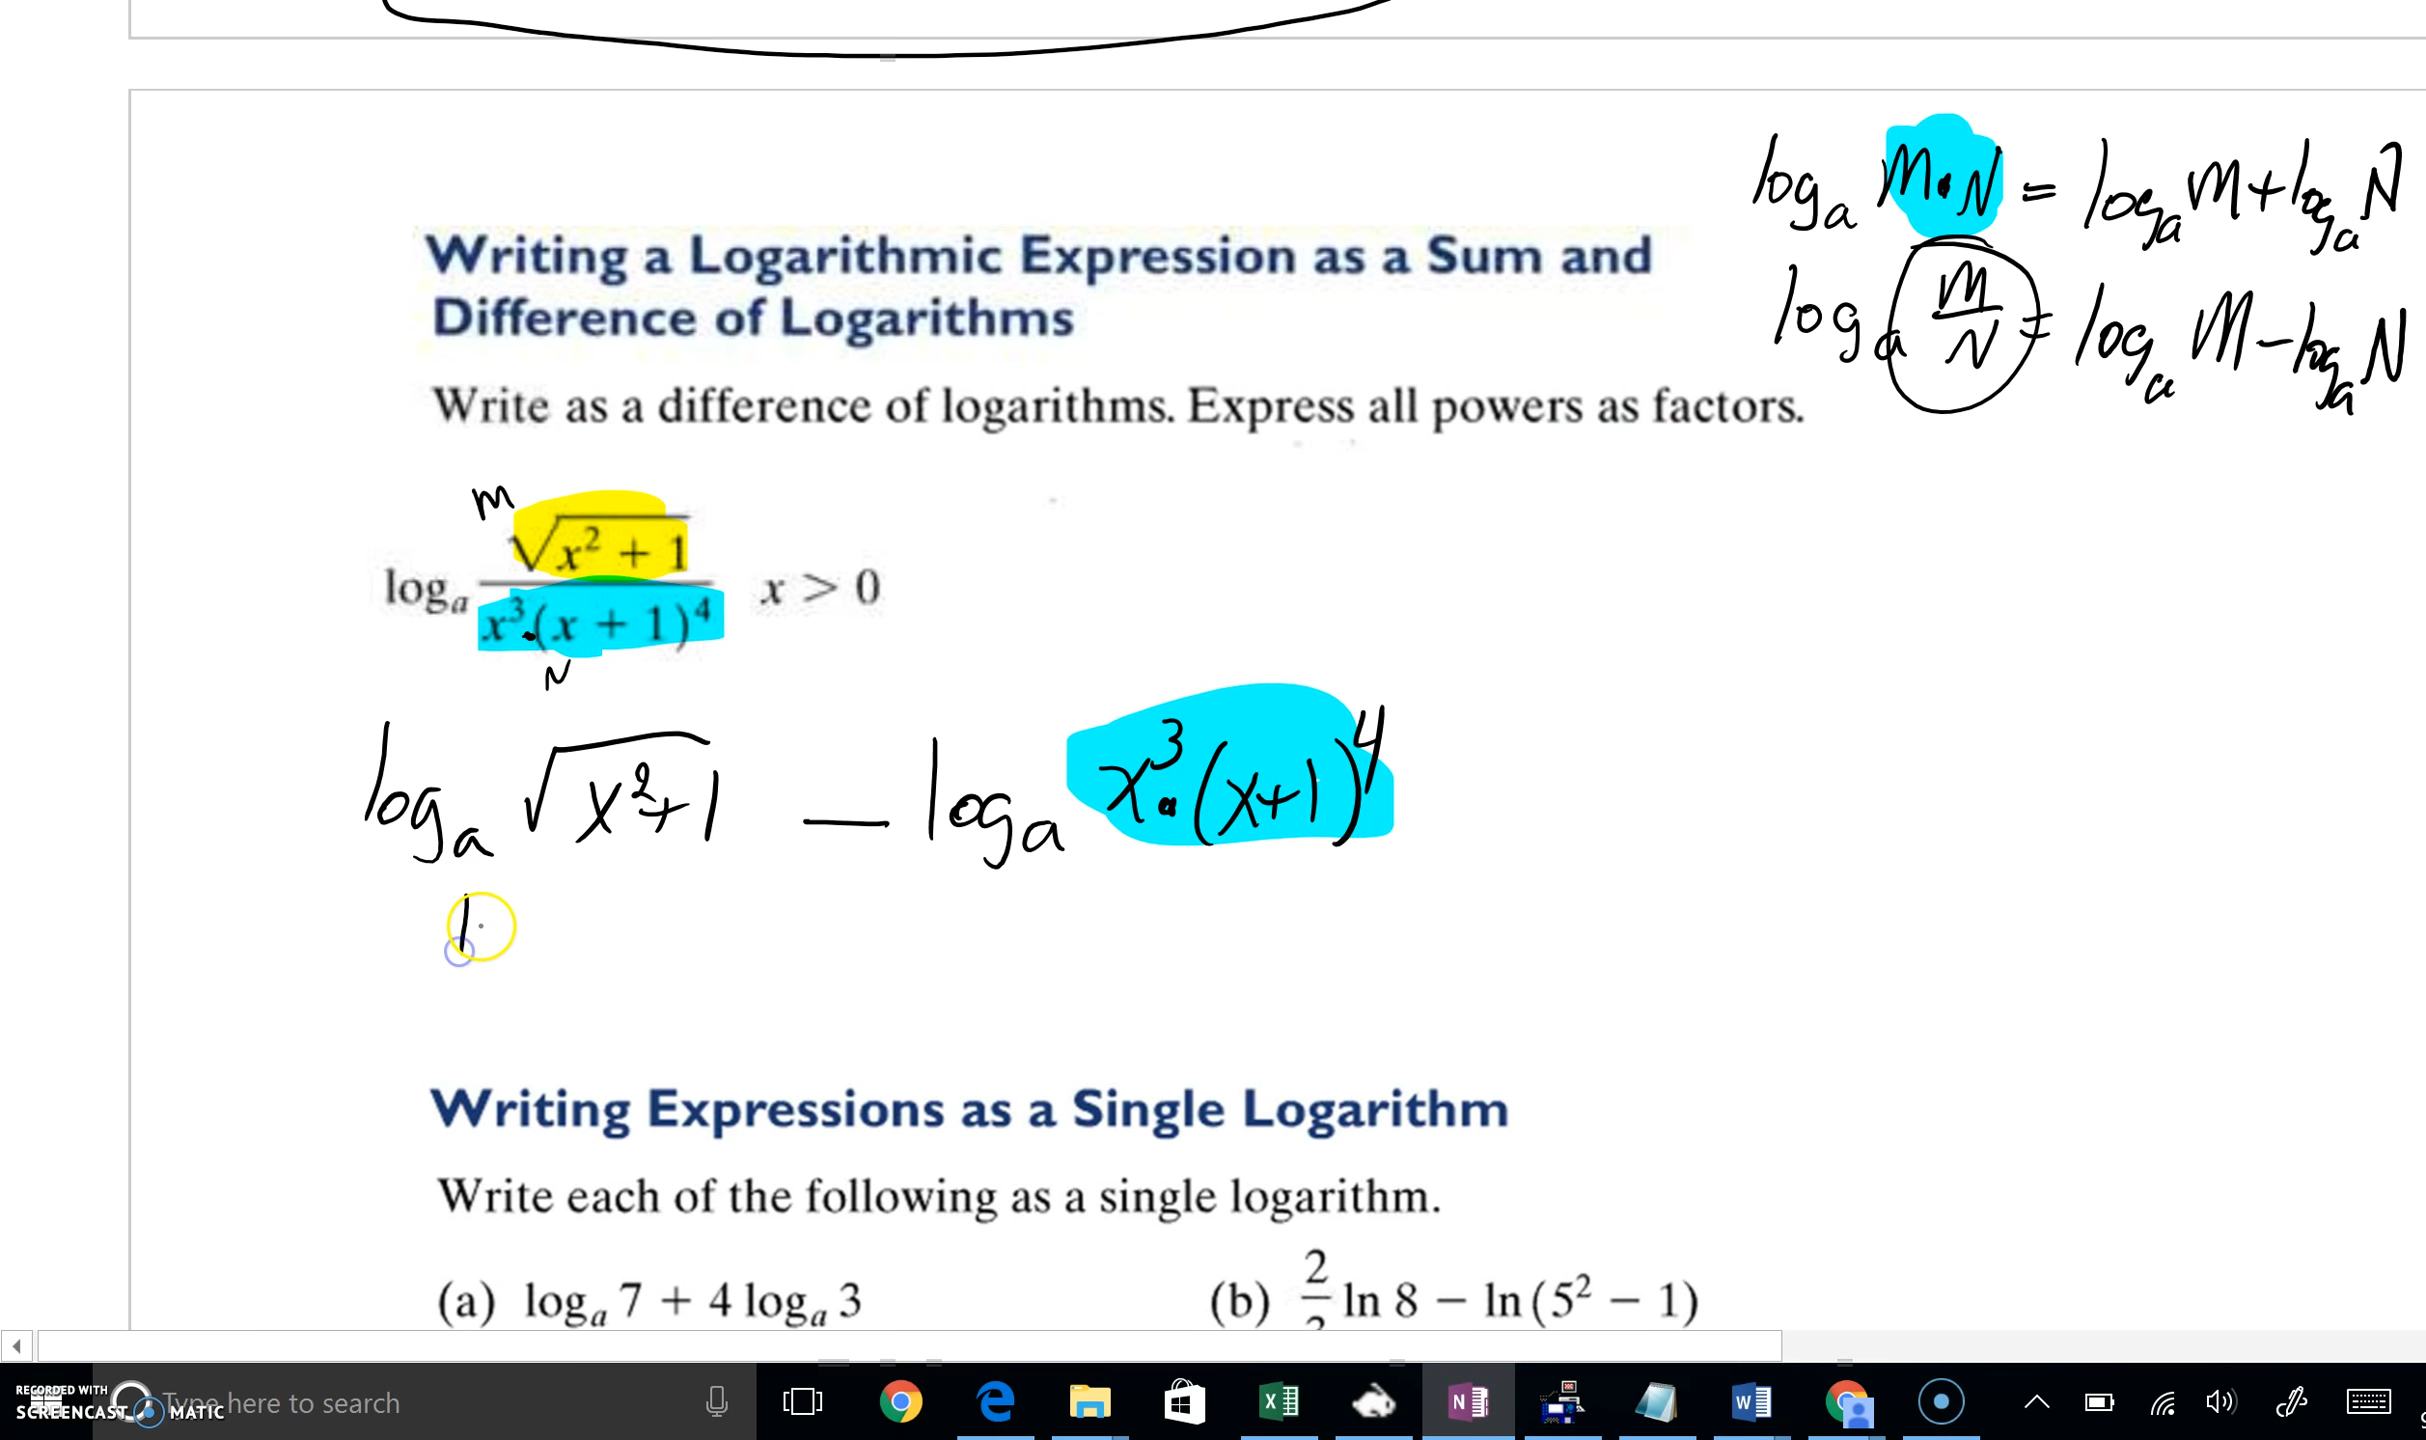 log_a M•N = log_a M + log_a N
Writing a Logarithmic Expression as a Sum and
Difference of Logarithms
log_a M/N = log_a M − log_a N
Write as a difference of logarithms. Express all powers as factors.
M
log_a √(x² + 1) / x³•(x + 1)⁴   x > 0
N
log_a √(x²+1) — log_a x³•(x+1)⁴
Writing Expressions as a Single Logarithm
Write each of the following as a single logarithm.
(a) log_a 7 + 4 log_a 3   (b) 2/ ln 8 − ln (5² − 1)
RECORDED WITH
SCREENCAST MATIC
Type here to search